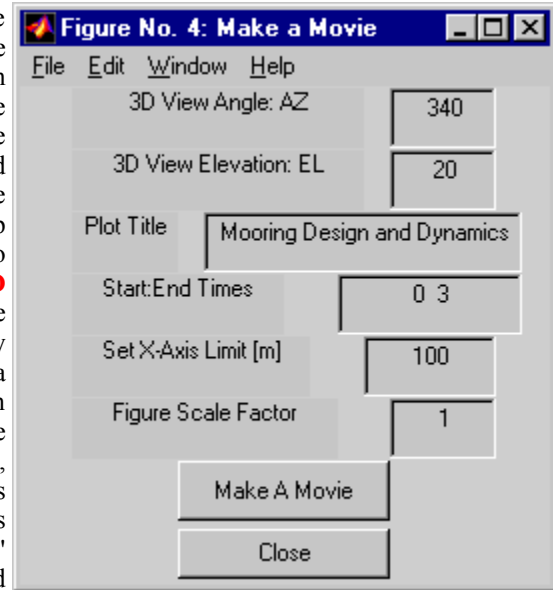 Figure No. 4: Make a Movie
File Edit Window Help
3D View Angle: AZ 340
3D View Elevation: EL 20
Plot Title Mooring Design and Dynamics
Start:End Times 0 3
Set X-Axis Limit [m] 100
Figure Scale Factor 1
Make A Movie
Close